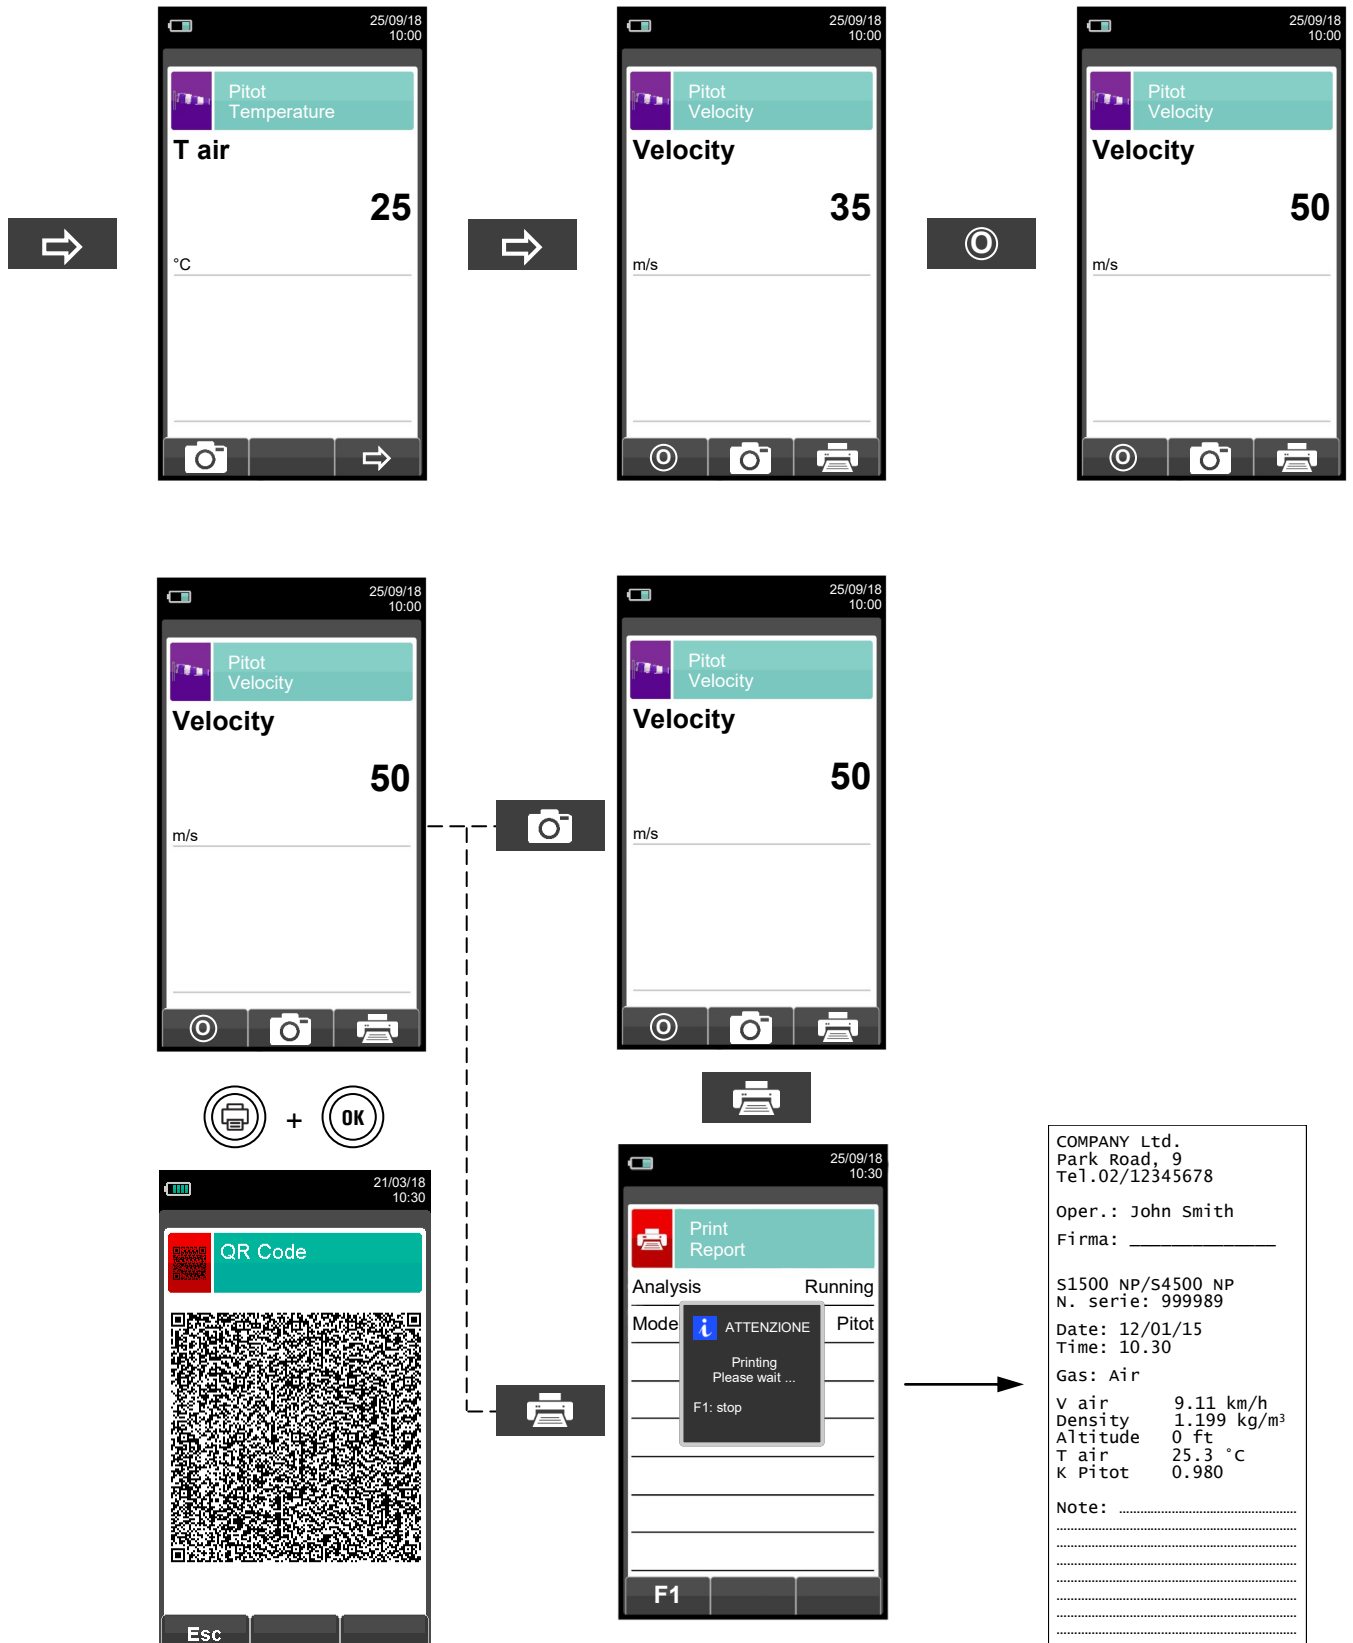 25/09/18
10:00
Pitot
Temperature
T air
25
°C
25/09/18
10:00
Pitot
Velocity
Velocity
35
m/s
O
O
25/09/18
10:00
Pitot
Velocity
Velocity
50
m/s
O
25/09/18
10:00
Pitot
Velocity
Velocity
50
m/s
O
25/09/18
10:00
Pitot
Velocity
Velocity
50
m/s
O
+
OK
21/03/18
10:30
QR Code
Esc
25/09/18
10:30
Print
Report
Analysis Running
Mode Pitot
i ATTENZIONE
Printing
Please wait ...
F1: stop
F1
COMPANY Ltd.
Park Road, 9
Tel.02/12345678
Oper.: John Smith
Firma: ______________
S1500 NP/S4500 NP
N. serie: 999989
Date: 12/01/15
Time: 10.30
Gas: Air
V air 9.11 km/h
Density 1.199 kg/m³
Altitude 0 ft
T air 25.3 °C
K Pitot 0.980
Note: ..............................